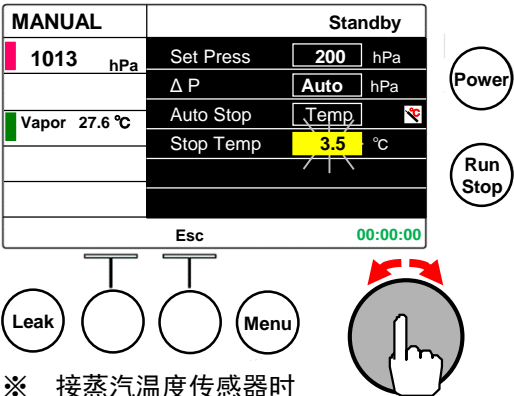 MANUAL Standby
1013 hPa Set Press 200 hPa
Δ P Auto hPa
Vapor 27.6 ℃ Auto Stop Temp ℃
Stop Temp 3.5 ℃
Esc 00:00:00
Power
Run
Stop
Leak
Menu
※ 接蒸汽温度传感器时